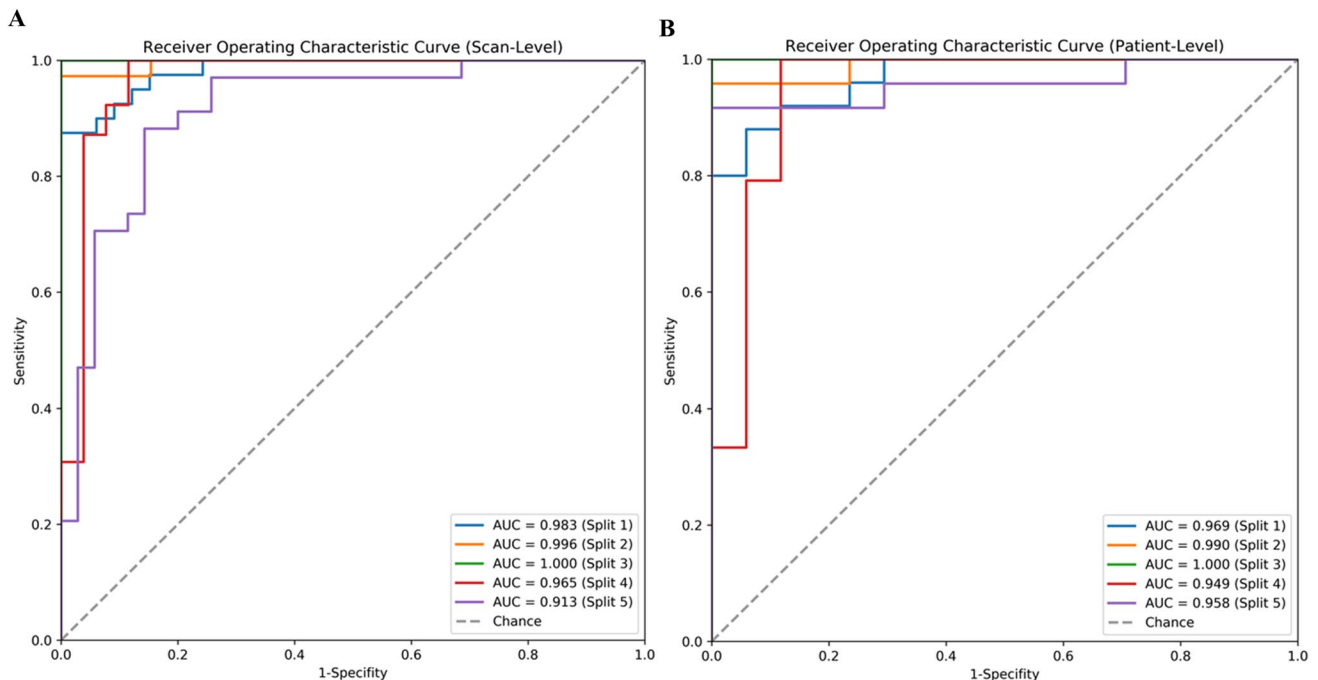 A
Receiver Operating Characteristic Curve (Scan-Level)
1.0
0.8
0.6
0.4
0.2
0.0
Sensitivity
0.0 0.2 0.4 0.6 0.8 1.0
1-Specifity
AUC = 0.983 (Split 1)
AUC = 0.996 (Split 2)
AUC = 1.000 (Split 3)
AUC = 0.965 (Split 4)
AUC = 0.913 (Split 5)
Chance
B
Receiver Operating Characteristic Curve (Patient-Level)
1.0
0.8
0.6
0.4
0.2
0.0
Sensitivity
0.0 0.2 0.4 0.6 0.8 1.0
1-Specifity
AUC = 0.969 (Split 1)
AUC = 0.990 (Split 2)
AUC = 1.000 (Split 3)
AUC = 0.949 (Split 4)
AUC = 0.958 (Split 5)
Chance